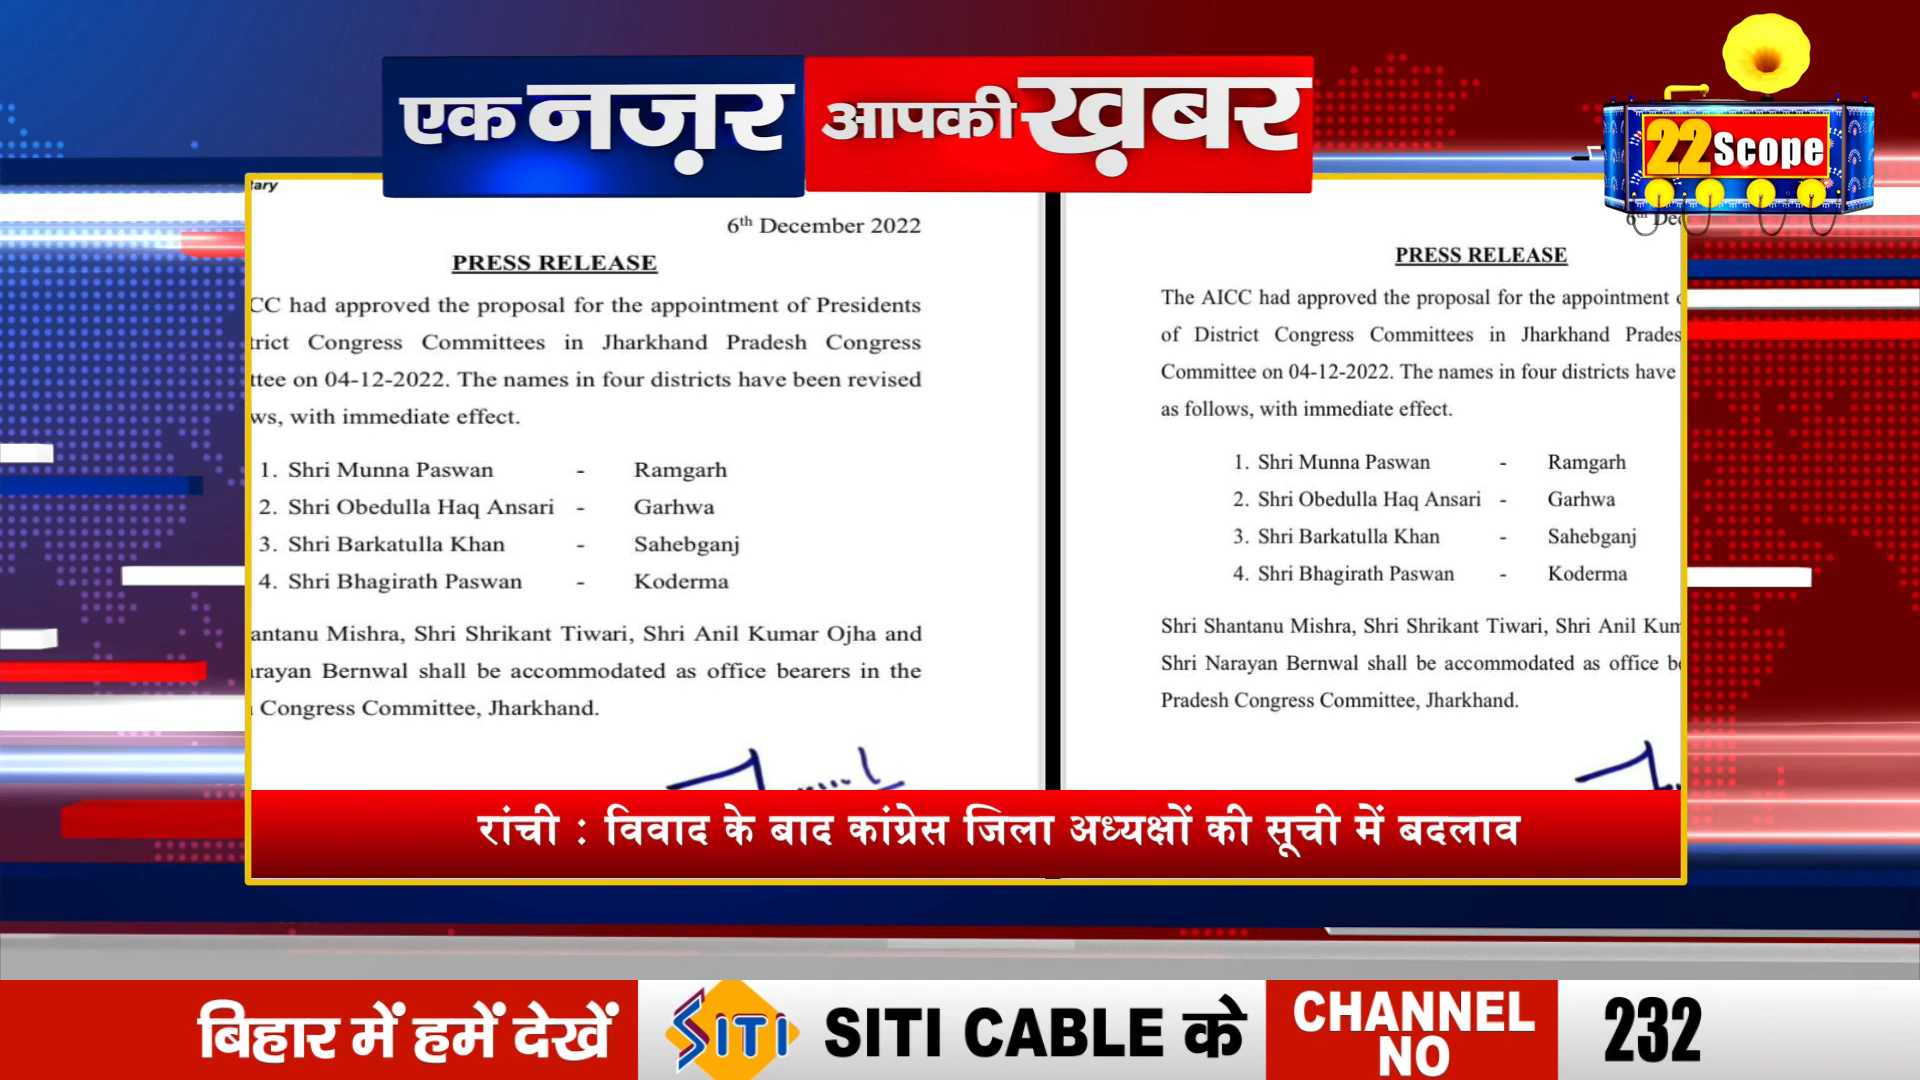 एक नज़र आपकी ख़बर
22Scope
tary
6th December 2022
PRESS RELEASE
CC had approved the proposal for the appointment of Presidents
trict Congress Committees in Jharkhand Pradesh Congress
ttee on 04-12-2022. The names in four districts have been revised
ws, with immediate effect.
1. Shri Munna Paswan - Ramgarh
2. Shri Obedulla Haq Ansari - Garhwa
3. Shri Barkatulla Khan - Sahebganj
4. Shri Bhagirath Paswan - Koderma
antanu Mishra, Shri Shrikant Tiwari, Shri Anil Kumar Ojha and
rayan Bernwal shall be accommodated as office bearers in the
Congress Committee, Jharkhand.
6th Dec
PRESS RELEASE
The AICC had approved the proposal for the appointment
of District Congress Committees in Jharkhand Prades
Committee on 04-12-2022. The names in four districts have
as follows, with immediate effect.
1. Shri Munna Paswan - Ramgarh
2. Shri Obedulla Haq Ansari - Garhwa
3. Shri Barkatulla Khan - Sahebganj
4. Shri Bhagirath Paswan - Koderma
Shri Shantanu Mishra, Shri Shrikant Tiwari, Shri Anil Kum
Shri Narayan Bernwal shall be accommodated as office b
Pradesh Congress Committee, Jharkhand.
रांची : विवाद के बाद कांग्रेस जिला अध्यक्षों की सूची में बदलाव
बिहार में हमें देखें SITI SITI CABLE के CHANNEL NO 232